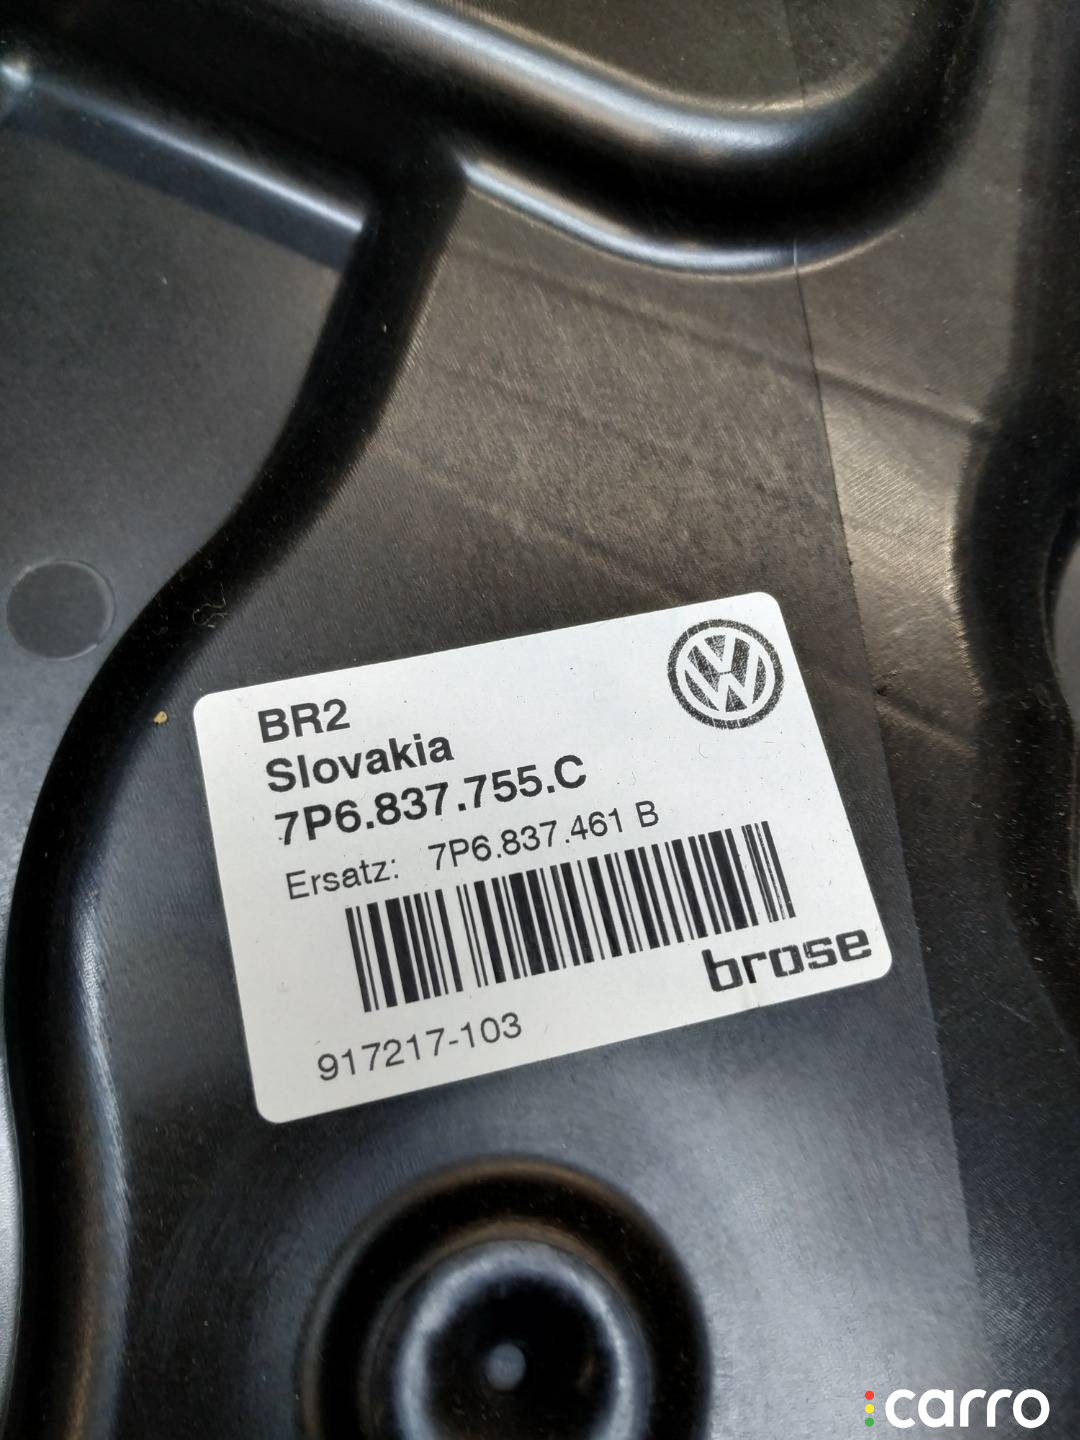 BR2
Slovakia
7P6.837.755.C
Ersatz: 7P6.837.461 B
brose
917217-103
carro